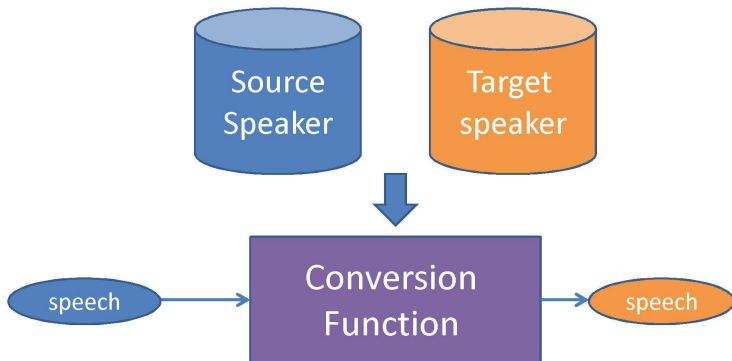 Source
Speaker
Target
speaker
speech
Conversion
Function
speech